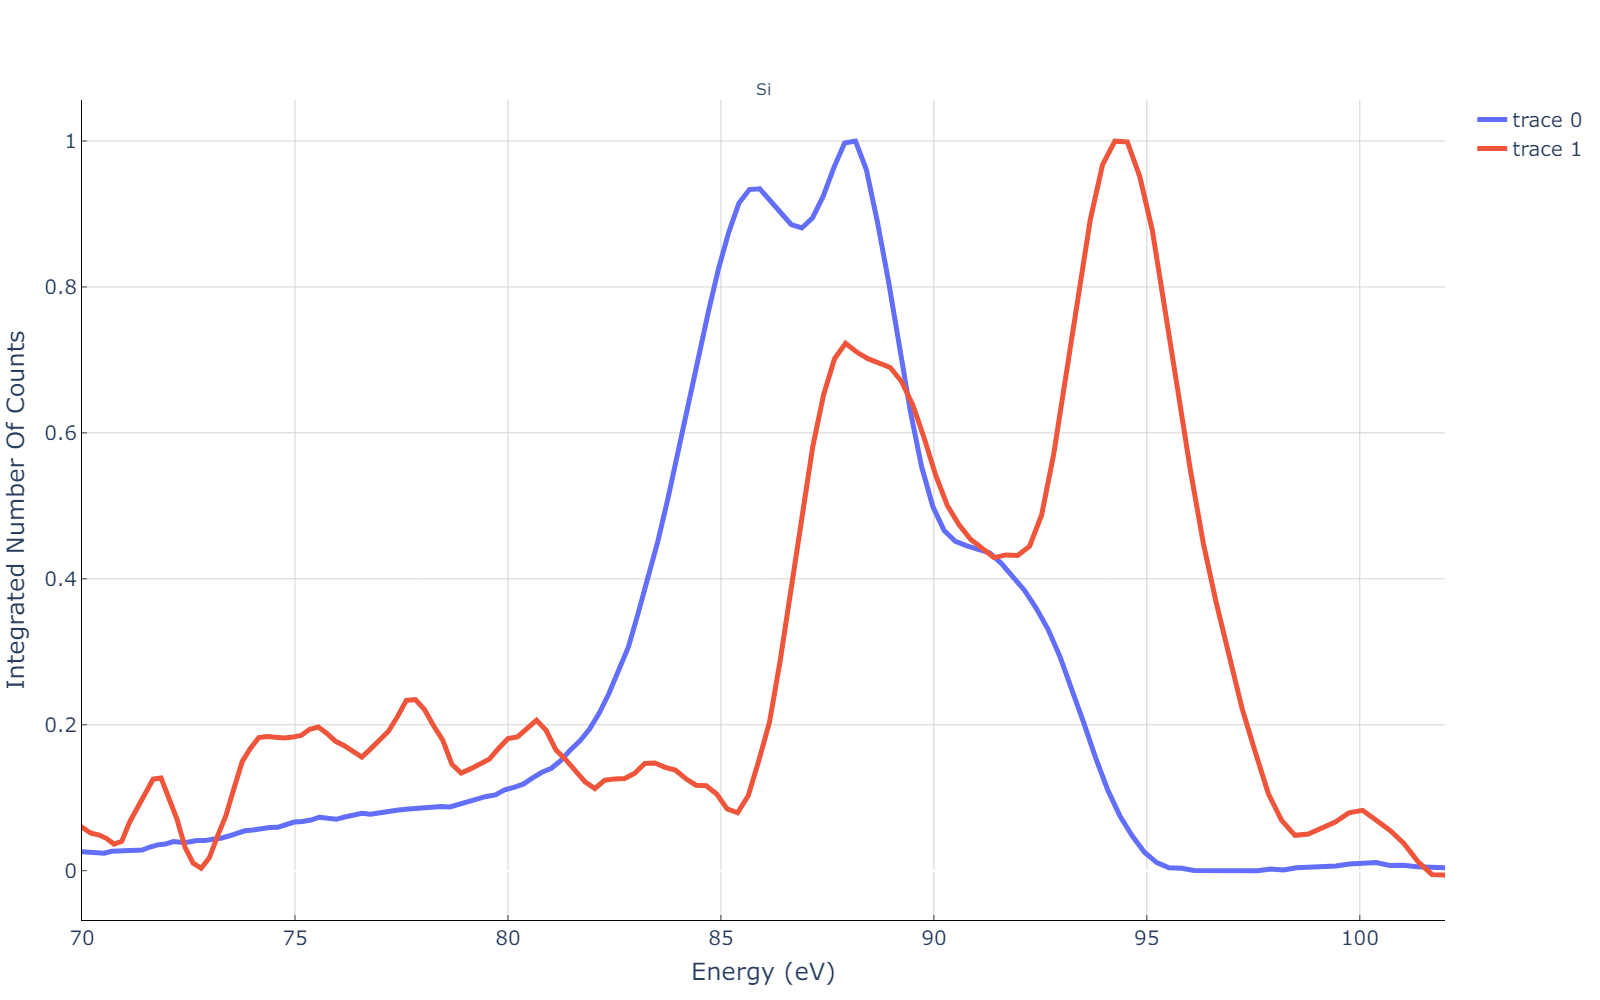 Si
trace 0
trace 1
Integrated Number Of Counts
1
0.8
0.6
0.4
0.2
0
70 75 80 85 90 95 100
Energy (eV)